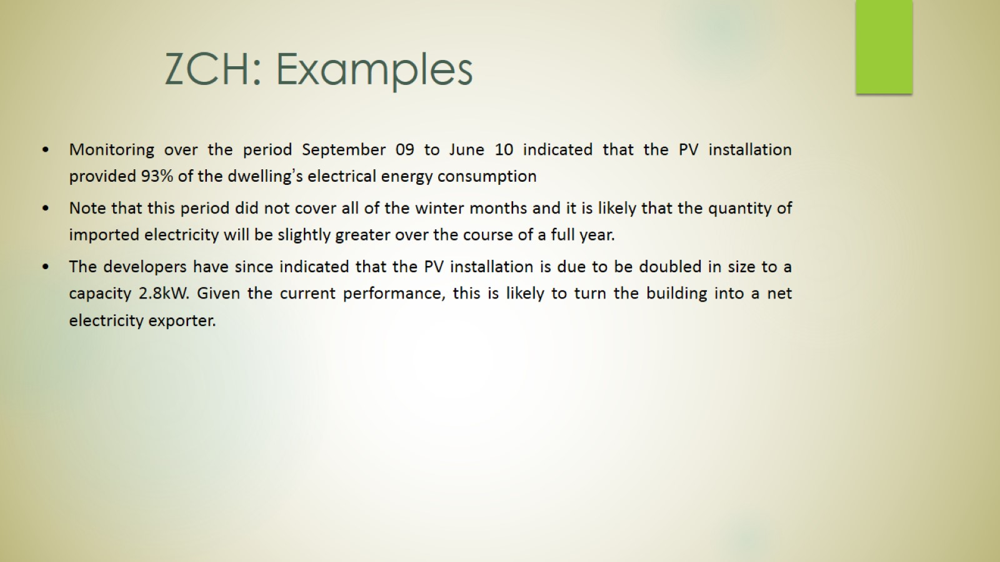 ZCH: Examples
• Monitoring over the period September 09 to June 10 indicated that the PV installation
provided 93% of the dwelling’s electrical energy consumption
• Note that this period did not cover all of the winter months and it is likely that the quantity of
imported electricity will be slightly greater over the course of a full year.
• The developers have since indicated that the PV installation is due to be doubled in size to a
capacity 2.8kW. Given the current performance, this is likely to turn the building into a net
electricity exporter.